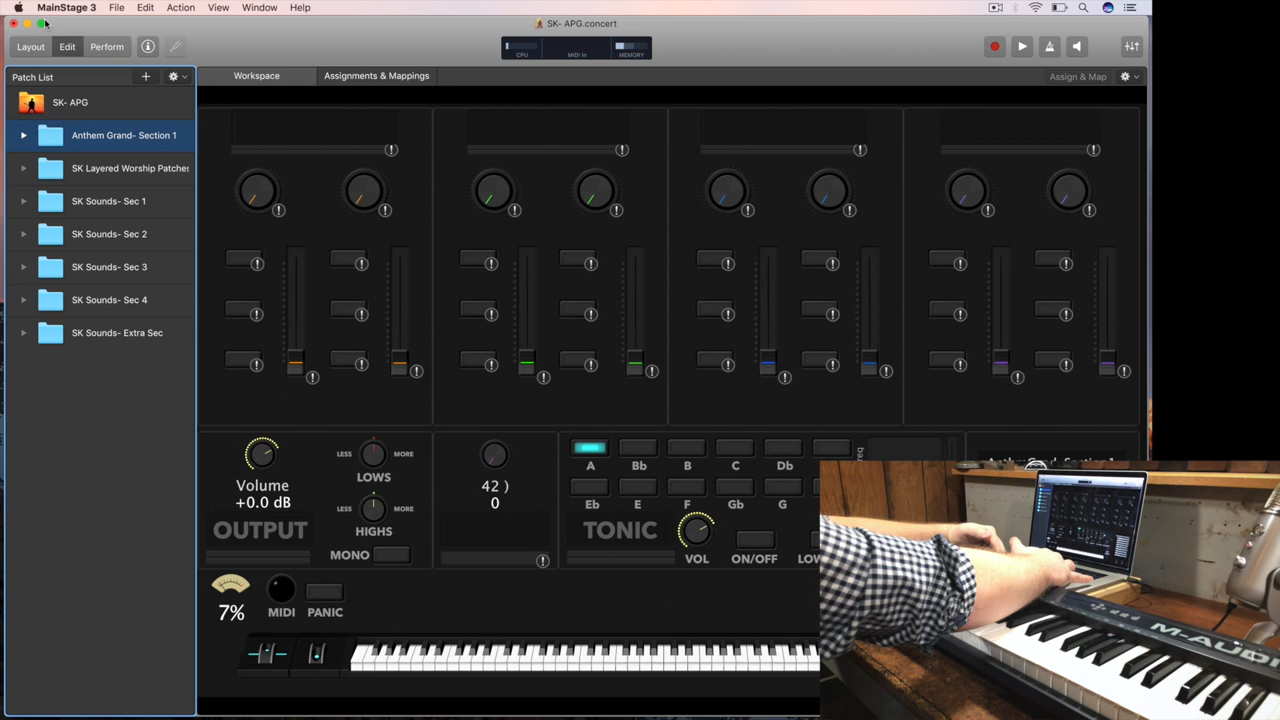 MainStage 3 File Edit Action View Window Help
SK- APG.concert
Layout Edit Perform
CPU MIDI In MEMORY
Patch List
Workspace Assignments & Mappings Assign & Map
SK- APG
Anthem Grand- Section 1
SK Layered Worship Patches
SK Sounds- Sec 1
SK Sounds- Sec 2
SK Sounds- Sec 3
SK Sounds- Sec 4
SK Sounds- Extra Sec
Volume
+0.0 dB
OUTPUT
LESS MORE
LOWS
LESS MORE
HIGHS
MONO
42 )
0
A Bb B C Db
Eb E F Gb G
TONIC
VOL ON/OFF
7%
MIDI PANIC
M-AUDIO